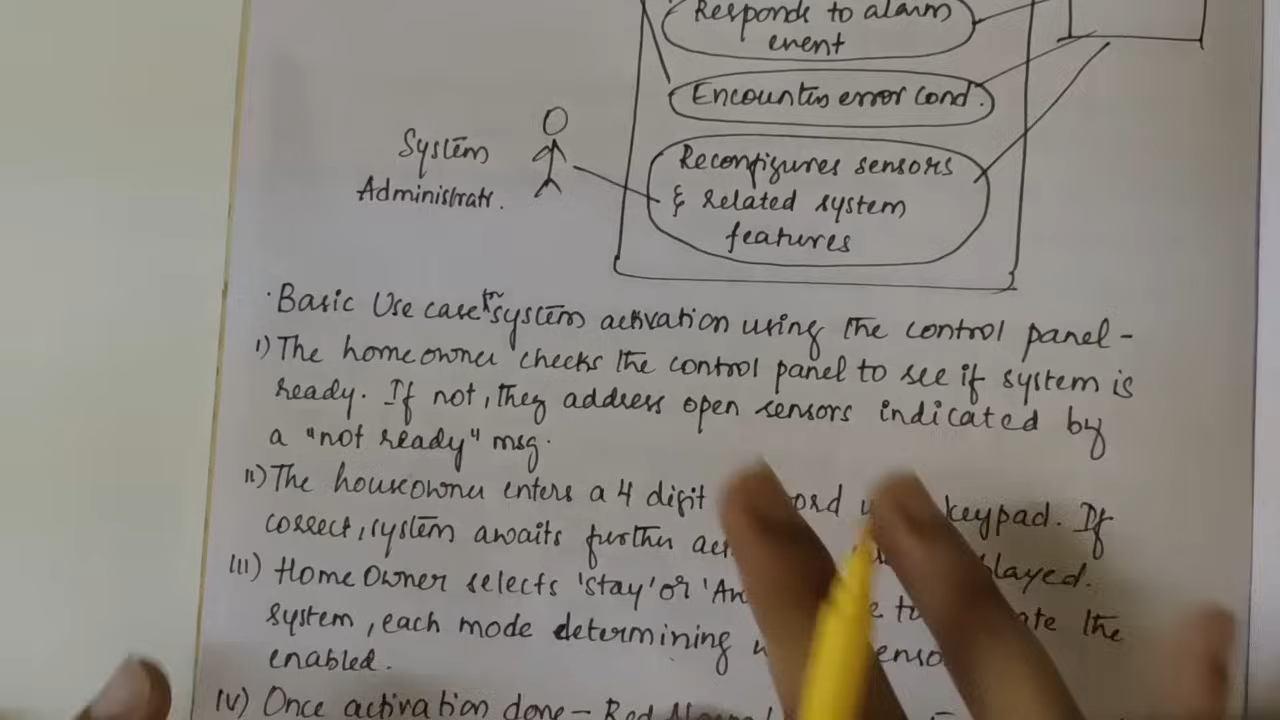 Responds to alarm
event
Encounters error cond.
System
Administratr.
Reconfigures sensors
& related system
features
· Basic Use case for system activation using the control panel -
i) The homeowner checks the control panel to see if system is
ready. If not, they address open sensors indicated by
a "not ready" msg.
ii) The houseowner enters a 4 digit keypad. If
correct, system awaits further
iii) Home Owner selects 'stay' or the
system, each mode determining
enabled.
iv) Once activation done - Red